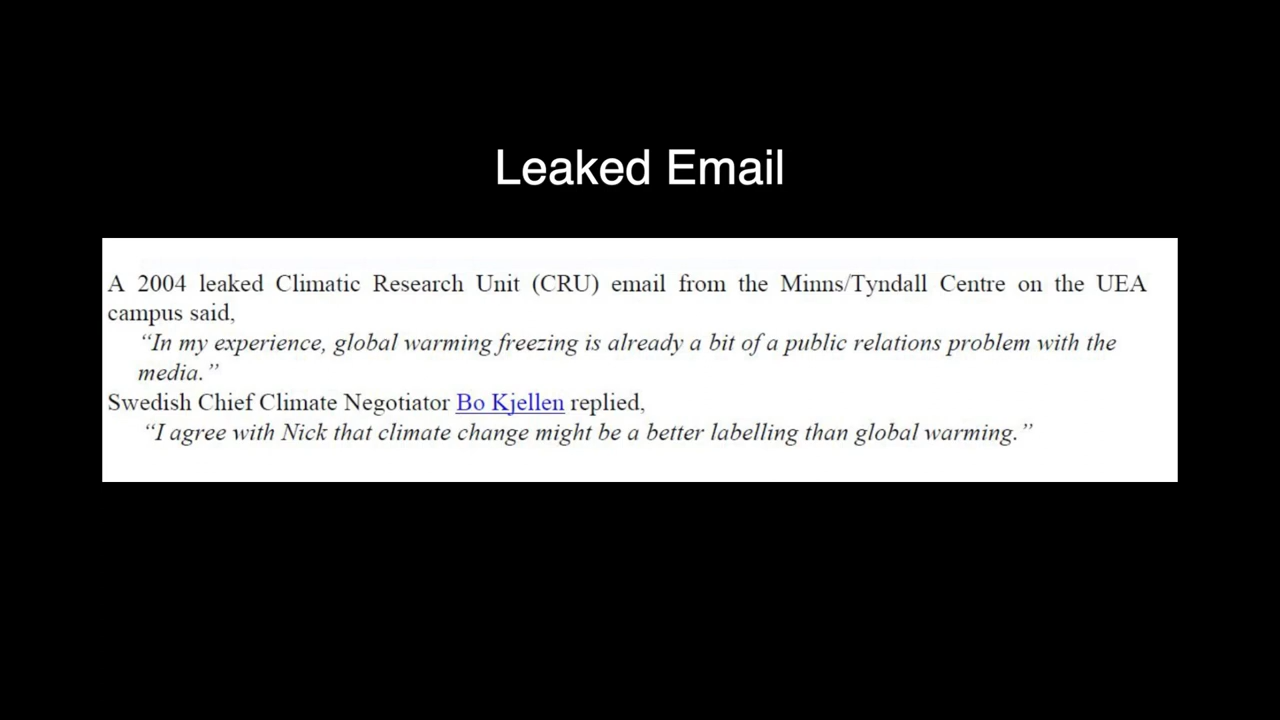 Leaked Email
A 2004 leaked Climatic Research Unit (CRU) email from the Minns/Tyndall Centre on the UEA
campus said,
“In my experience, global warming freezing is already a bit of a public relations problem with the
media.”
Swedish Chief Climate Negotiator Bo Kjellen replied,
“I agree with Nick that climate change might be a better labelling than global warming.”